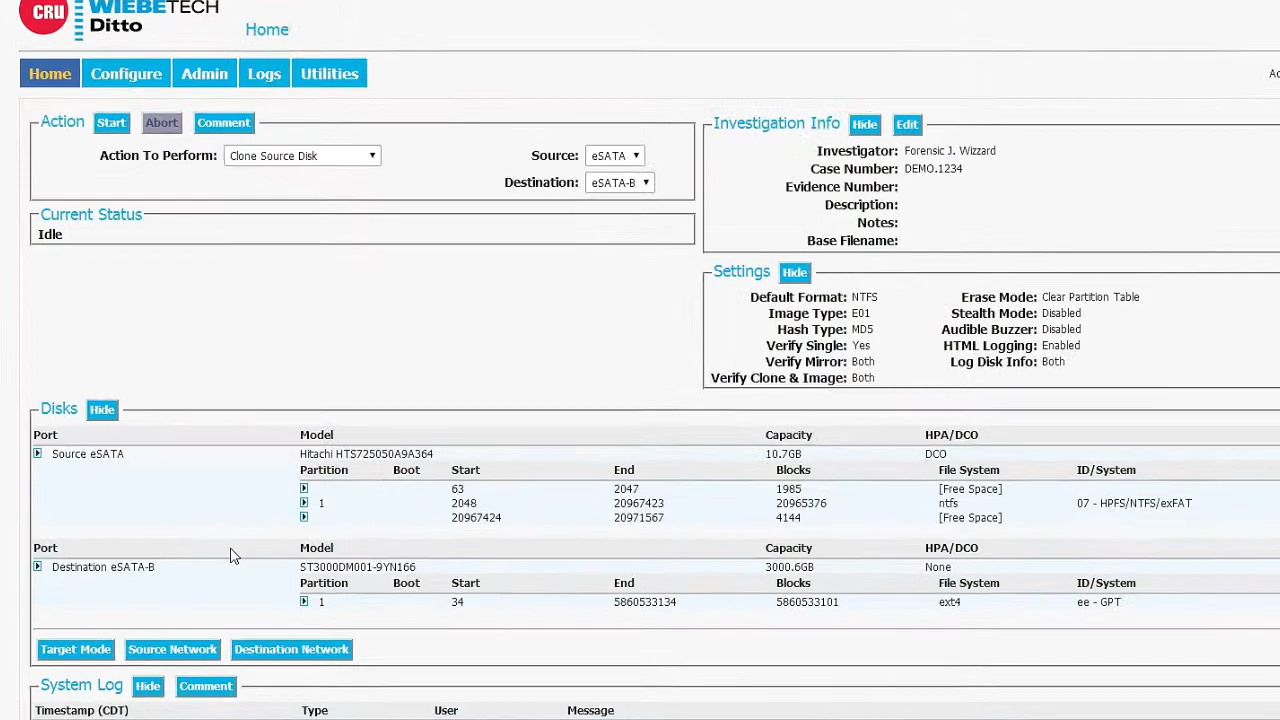 CRU WIEBETECH
Ditto
Home
Home Configure Admin Logs Utilities
Action Start Abort Comment
Action To Perform: Clone Source Disk Source: eSATA
Destination: eSATA-B
Current Status
Idle
Investigation Info Hide Edit
Investigator: Forensic J. Wizzard
Case Number: DEMO.1234
Evidence Number:
Description:
Notes:
Base Filename:
Settings Hide
Default Format: NTFS Erase Mode: Clear Partition Table
Image Type: E01 Stealth Mode: Disabled
Hash Type: MD5 Audible Buzzer: Disabled
Verify Single: Yes HTML Logging: Enabled
Verify Mirror: Both Log Disk Info: Both
Verify Clone & Image: Both
Disks Hide
Port Model Capacity HPA/DCO
Source eSATA Hitachi HTS725050A9A364 10.7GB DCO
Partition Boot Start End Blocks File System ID/System
63 2047 1985 [Free Space]
1 2048 20967423 20965376 ntfs 07 - HPFS/NTFS/exFAT
20967424 20971567 4144 [Free Space]
Port Model Capacity HPA/DCO
Destination eSATA-B ST3000DM001-9YN166 3000.6GB None
Partition Boot Start End Blocks File System ID/System
1 34 5860533134 5860533101 ext4 ee - GPT
Target Mode Source Network Destination Network
System Log Hide Comment
Timestamp (CDT) Type User Message